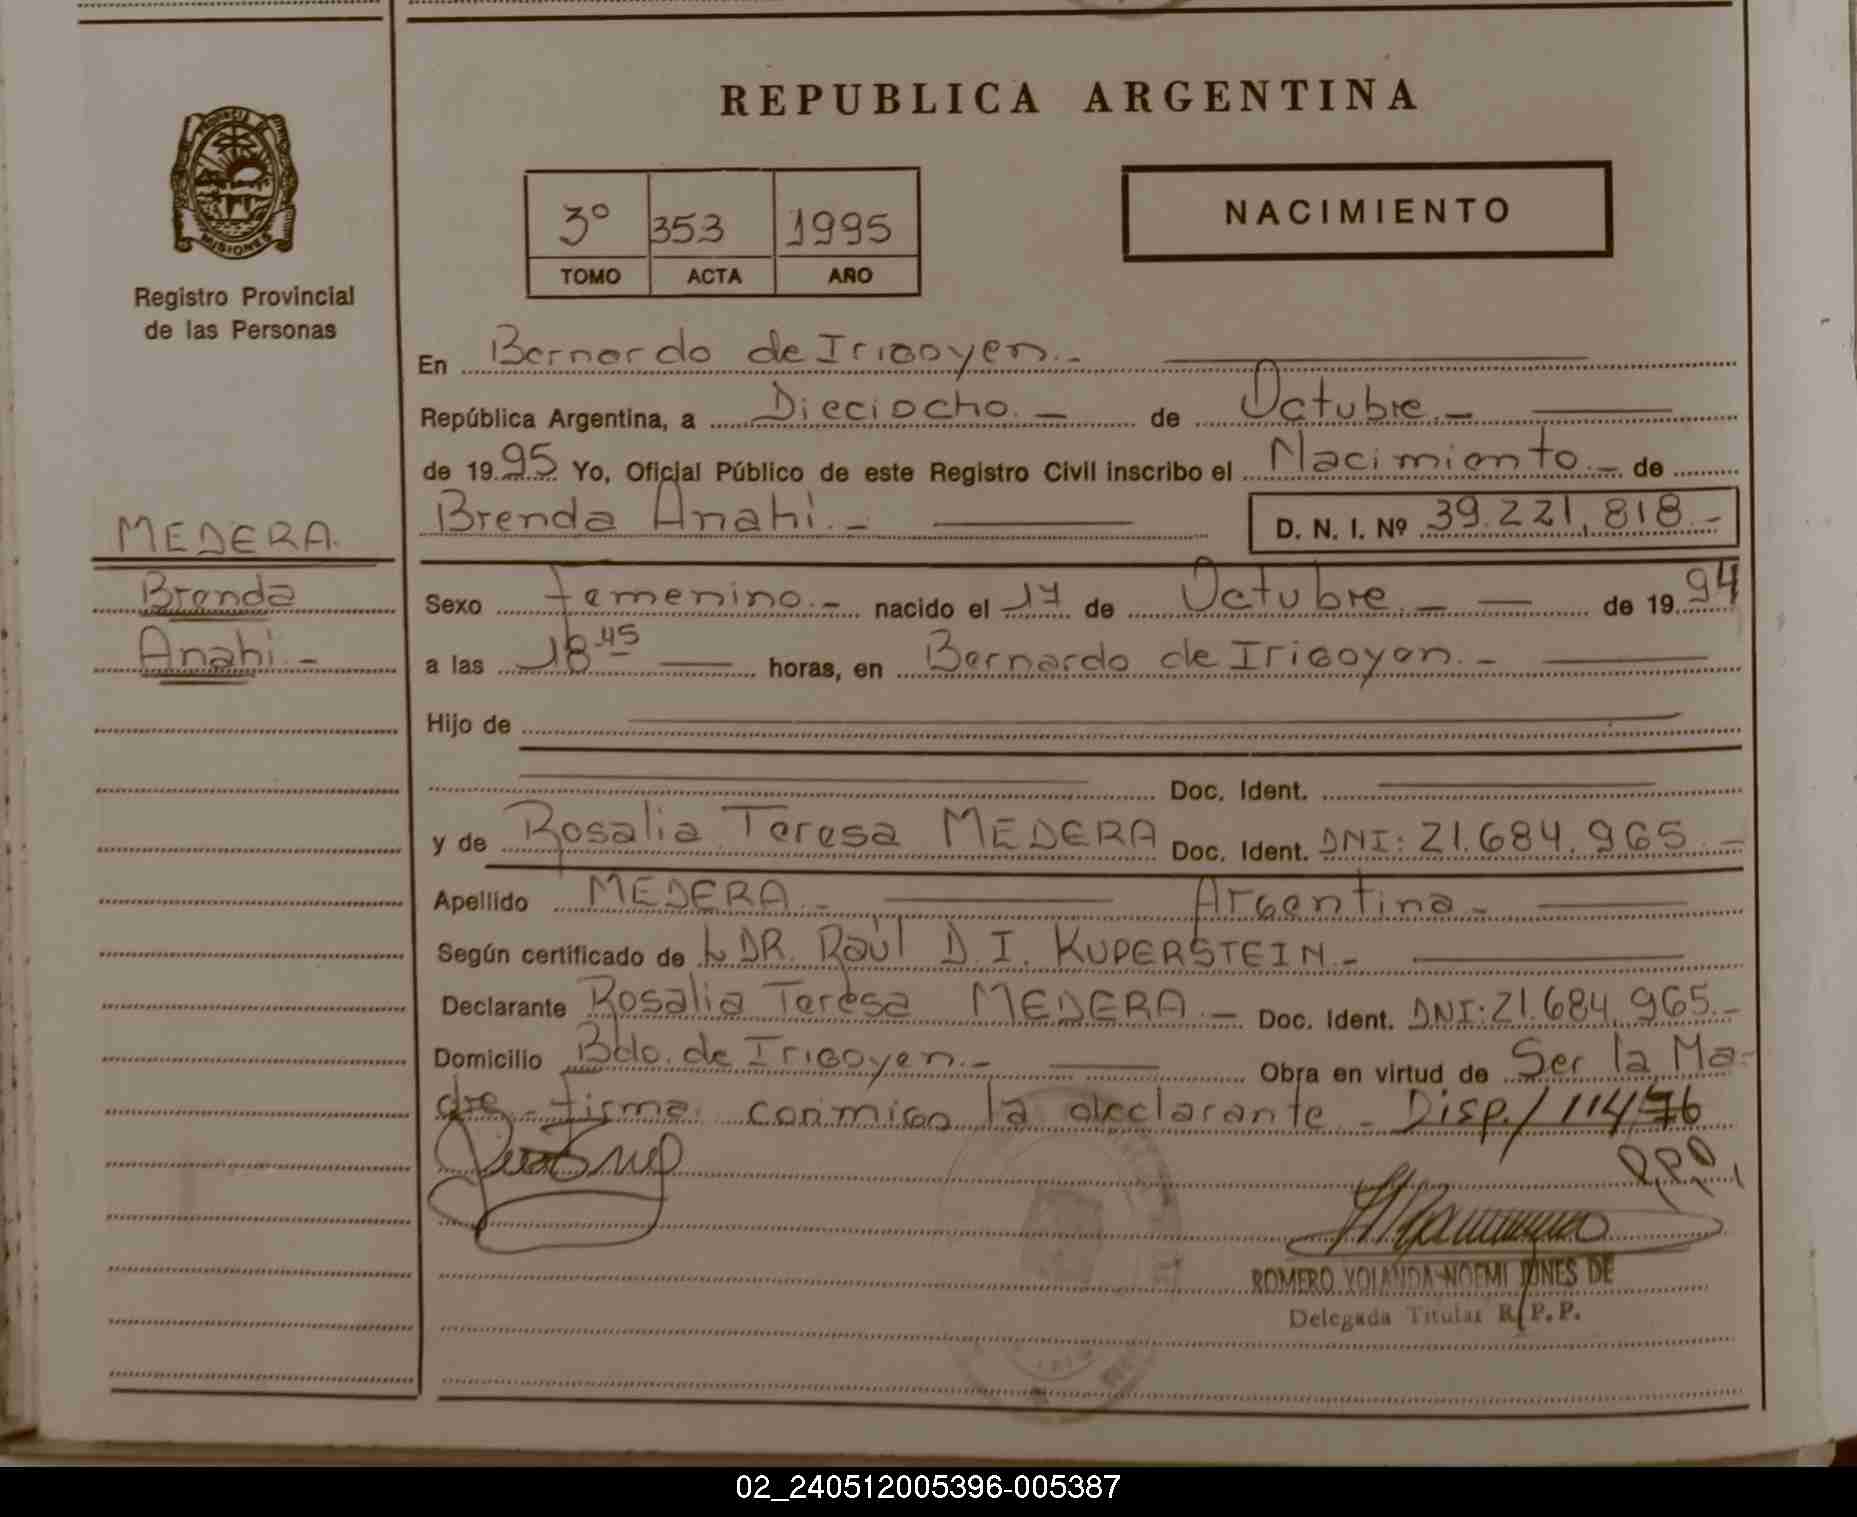 REPUBLICA ARGENTINA
PROVINCIA DE
MISIONES
Registro Provincial
de las Personas
3º 353 1995
TOMO ACTA AÑO
NACIMIENTO
En Bernardo de Irigoyen.-
República Argentina, a Dieciocho.- de Octubre.-
de 1995 Yo, Oficial Público de este Registro Civil inscribo el Nacimiento.- de
Brenda Anahi.- D. N. I. Nº 39.221.818.-
MEDERA.
Brenda
Anahi.-
Sexo femenino.- nacido el 17 de Octubre.- de 1994
a las 18 45 horas, en Bernardo de Irigoyen.-
Hijo de
Doc. Ident.
y de Rosalia Teresa MEDERA Doc. Ident. DNI: 21.684.965.-
Apellido MEDERA.- Argentina.-
Según certificado de DR. Raúl D. I. KUPERSTEIN.-
Declarante Rosalia Teresa MEDERA.- Doc. Ident. DNI: 21.684.965.-
Domicilio Bdo. de Irigoyen.- Obra en virtud de Ser la Ma-
dre - firma conmigo la declarante - Disp./114/76
ROMERO YOLANDA NOEMI DE
Delegada Titular R.P.P.
02_240512005396-005387